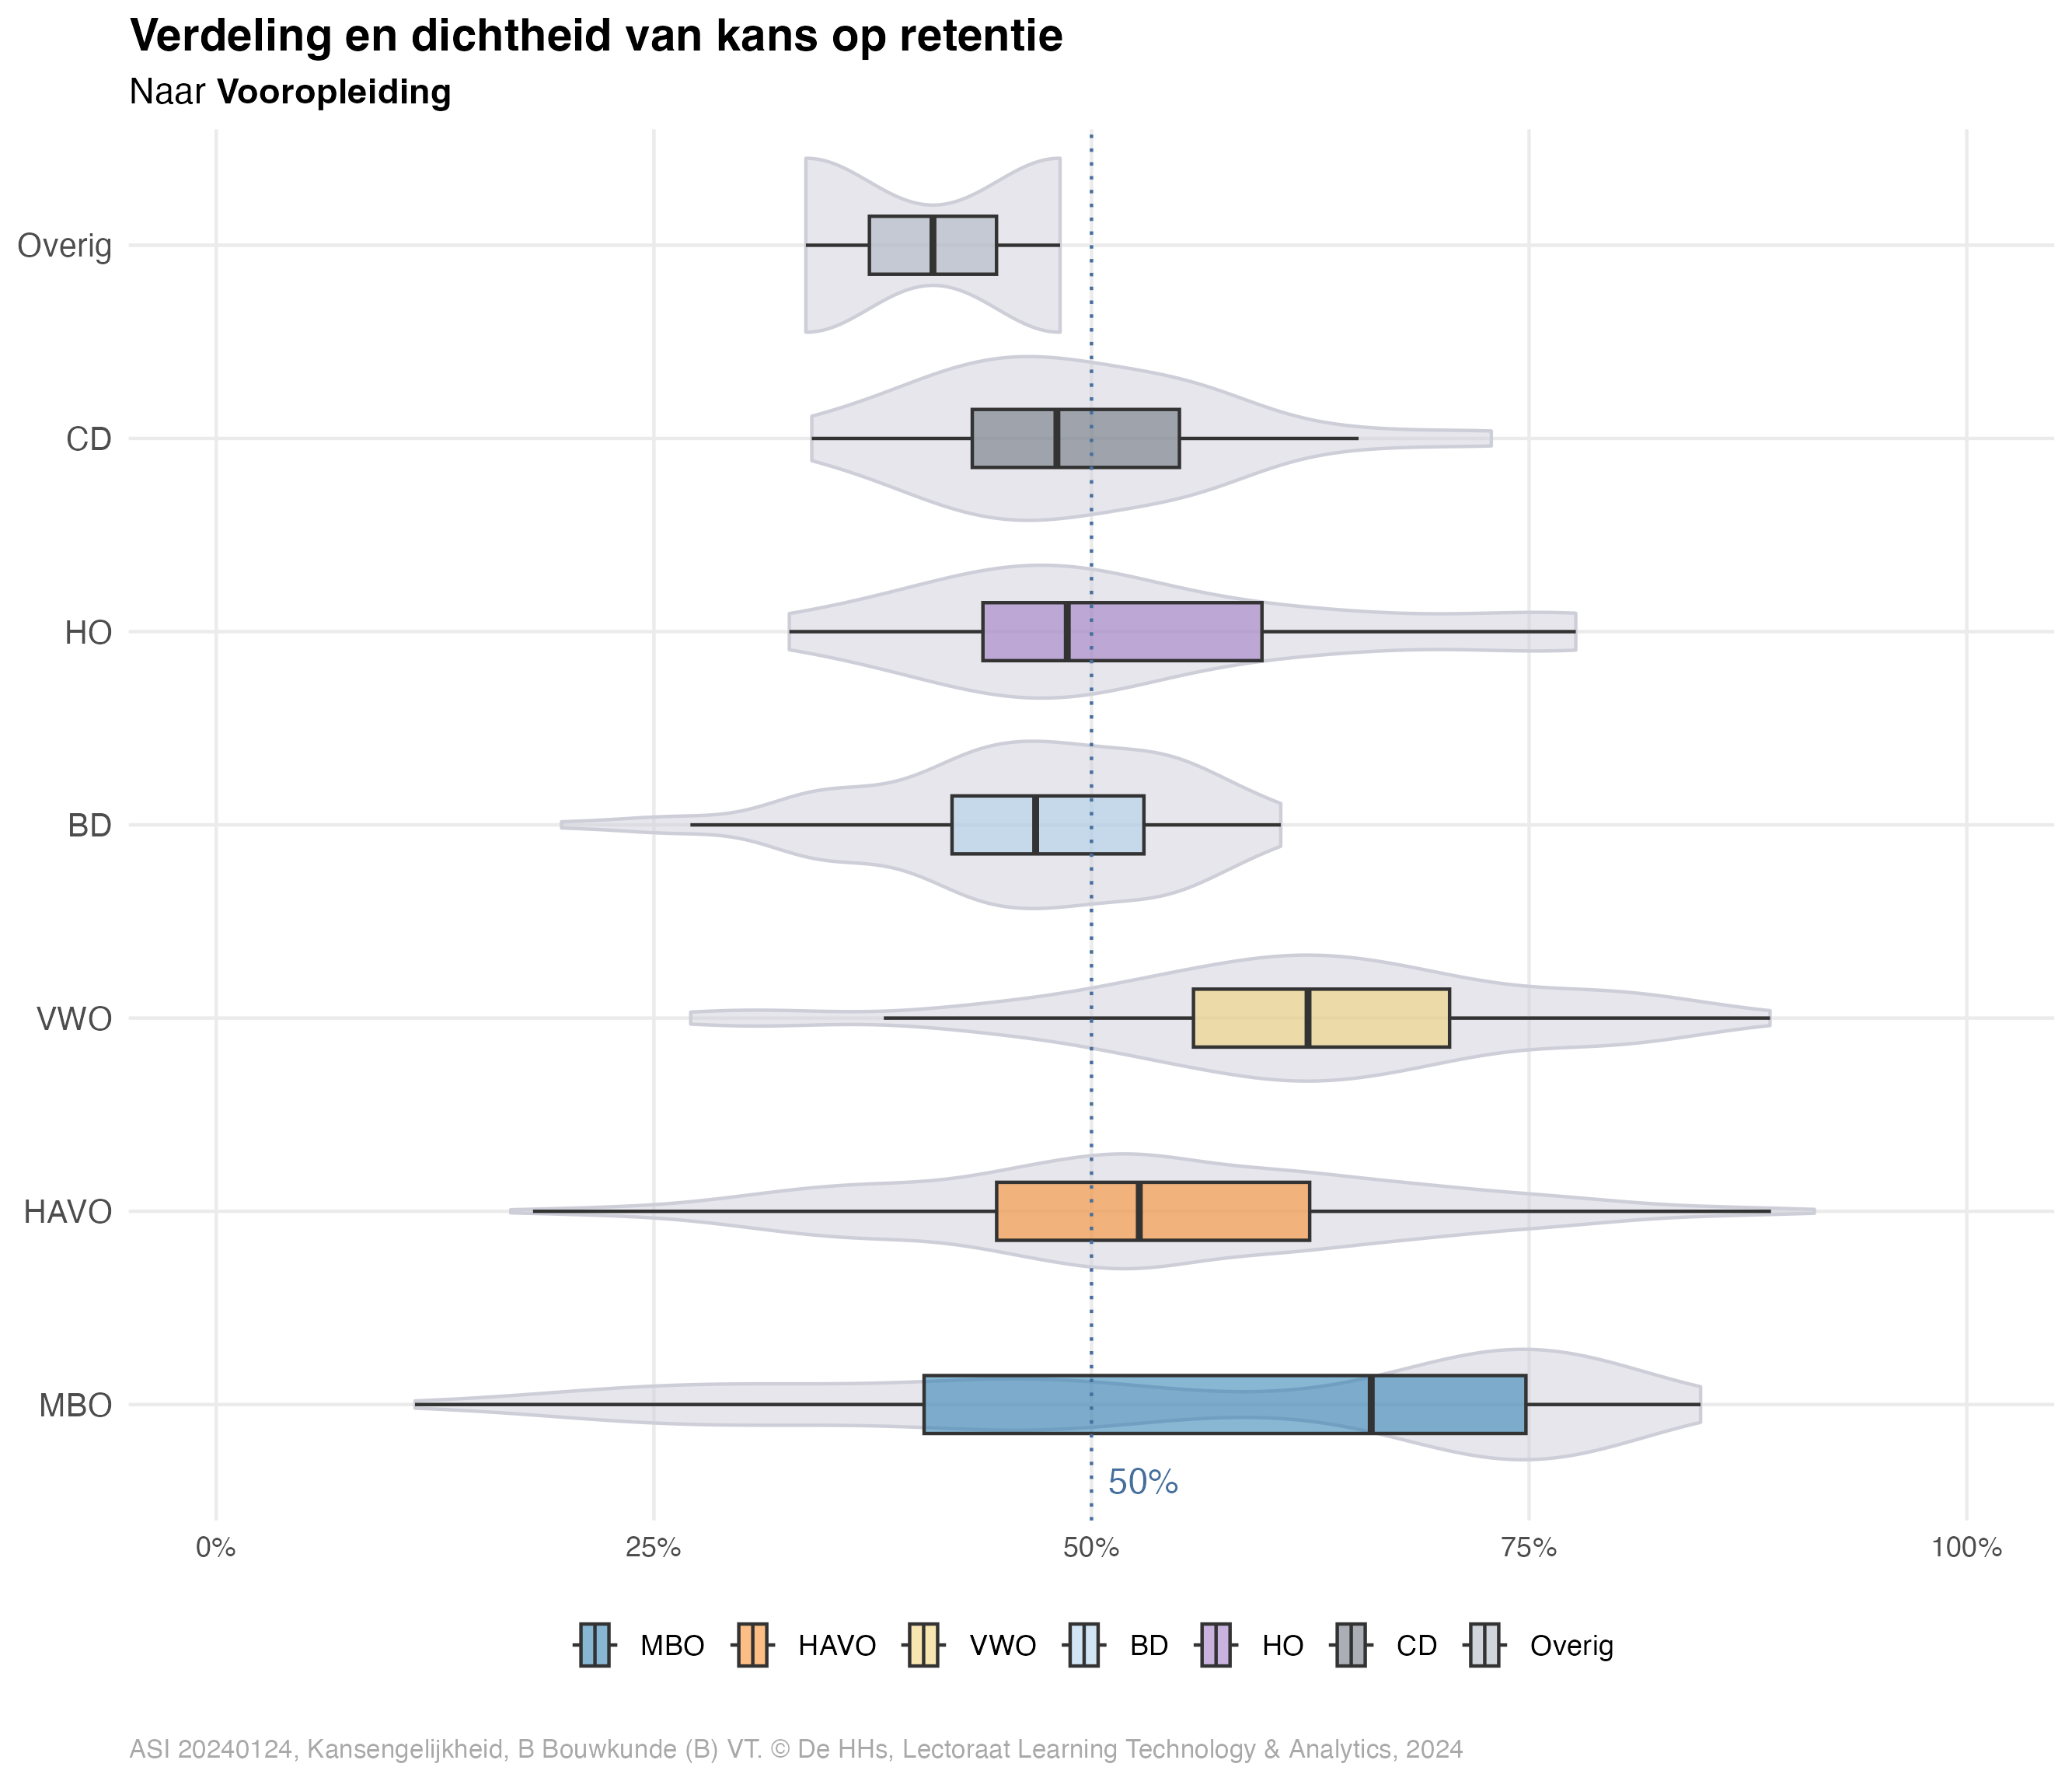 Verdeling en dichtheid van kans op retentie
Naar Vooropleiding
Overig
CD
HO
BD
VWO
HAVO
MBO
50%
0% 25% 50% 75% 100%
MBO HAVO VWO BD HO CD Overig
ASI 20240124, Kansengelijkheid, B Bouwkunde (B) VT. © De HHs, Lectoraat Learning Technology & Analytics, 2024